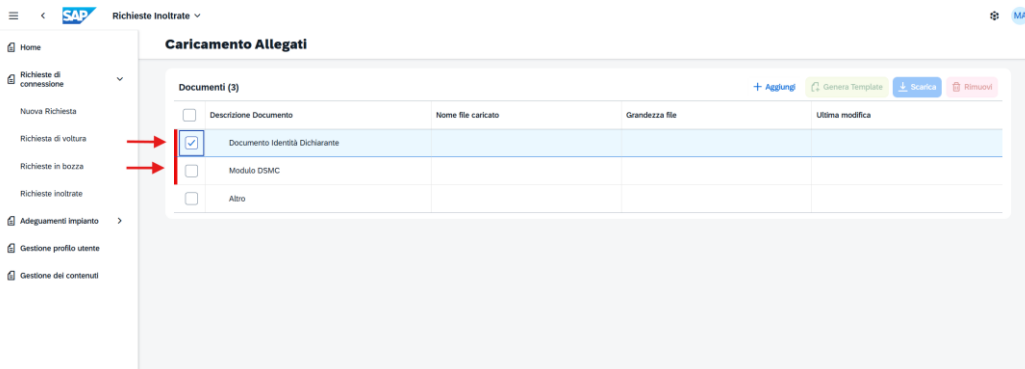 SAP
Richieste Inoltrate
MA
Home
Richieste di
connessione
Nuova Richiesta
Richiesta di voltura
Richieste in bozza
Richieste inoltrate
Adeguamenti impianto
Gestione profilo utente
Gestione dei contenuti
Caricamento Allegati
Documenti (3)
+ Aggiungi Genera Template Scarica Rimuovi
Descrizione Documento Nome file caricato Grandezza file Ultima modifica
Documento Identità Dichiarante
Modulo DSMC
Altro